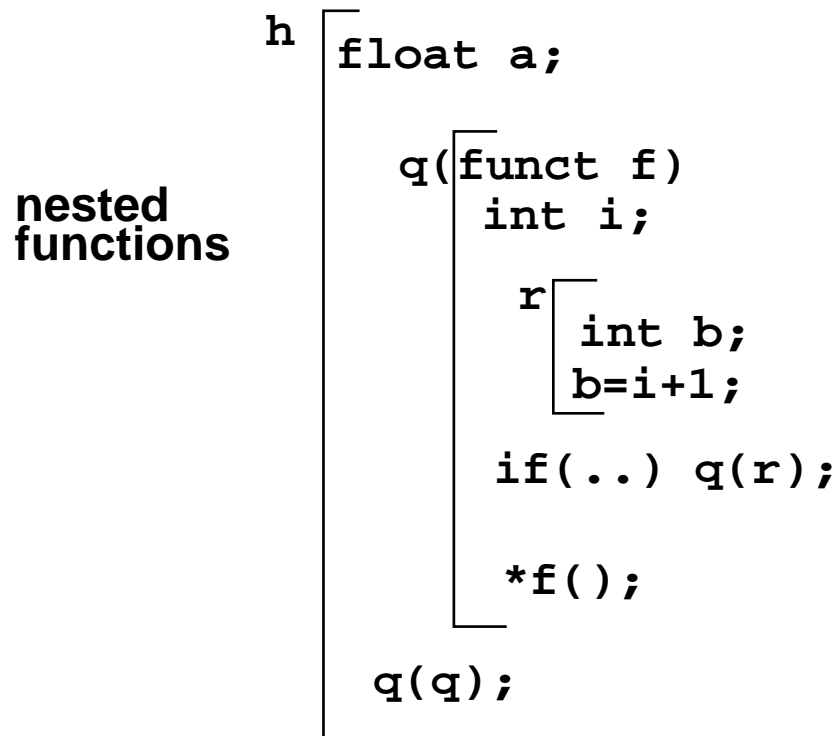 h
float a;
q(funct f)
nested
functions
int i;
r
int b;
b=i+1;
if(..) q(r);
*f();
q(q);